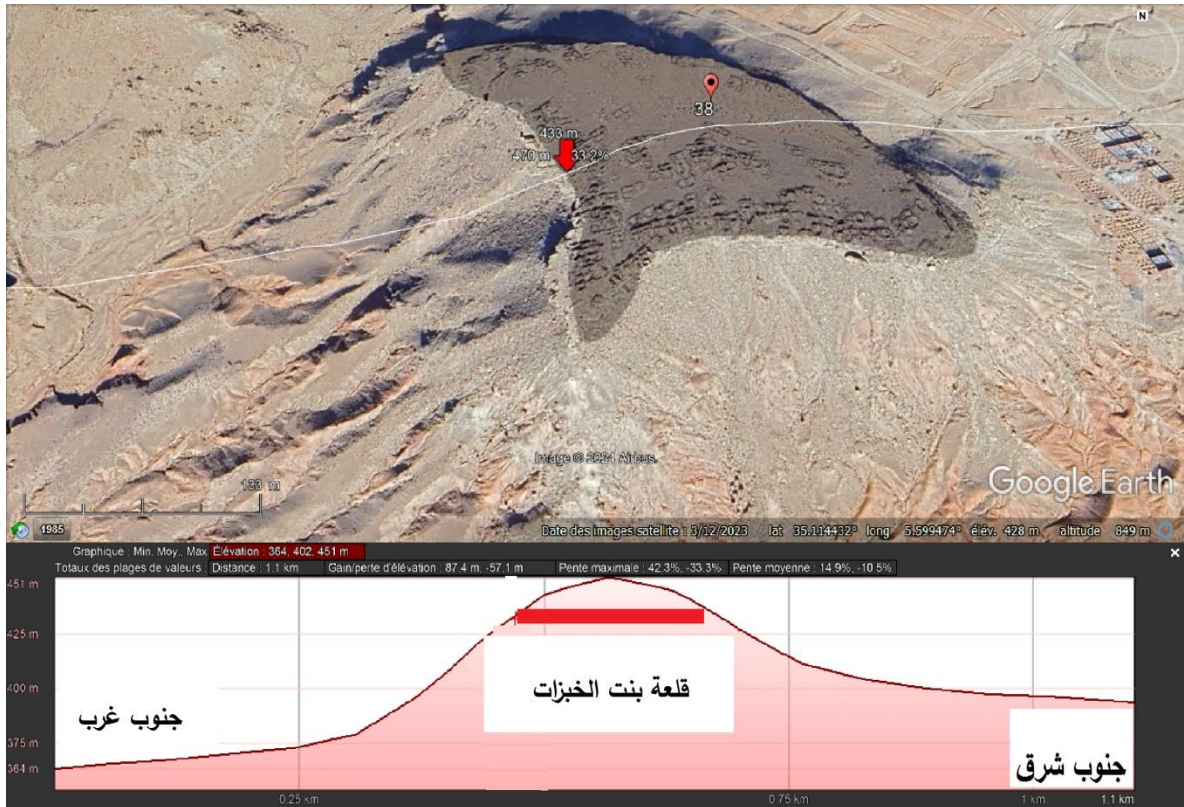 N
38
433 m
470 m 33.2%
133 m
Image © 2024 Airbus
Google Earth
1985
Date des images satellite : 3/12/2023 lat 35.114432° long 5.599474° élév. 428 m altitude 849 m
Graphique : Min. Moy., Max. Élévation : 364, 402, 451 m
Totaux des plages de valeurs : Distance : 1.1 km Gain/perte d'élévation : 87.4 m, -57.1 m Pente maximale : 42.3%, -33.3% Pente moyenne : 14.9%, -10.5%
451 m
425 m
400 m
375 m
364 m
قلعة بنت الخبزات
جنوب غرب
جنوب شرق
0.25 km
0.75 km
1 km
1.1 km